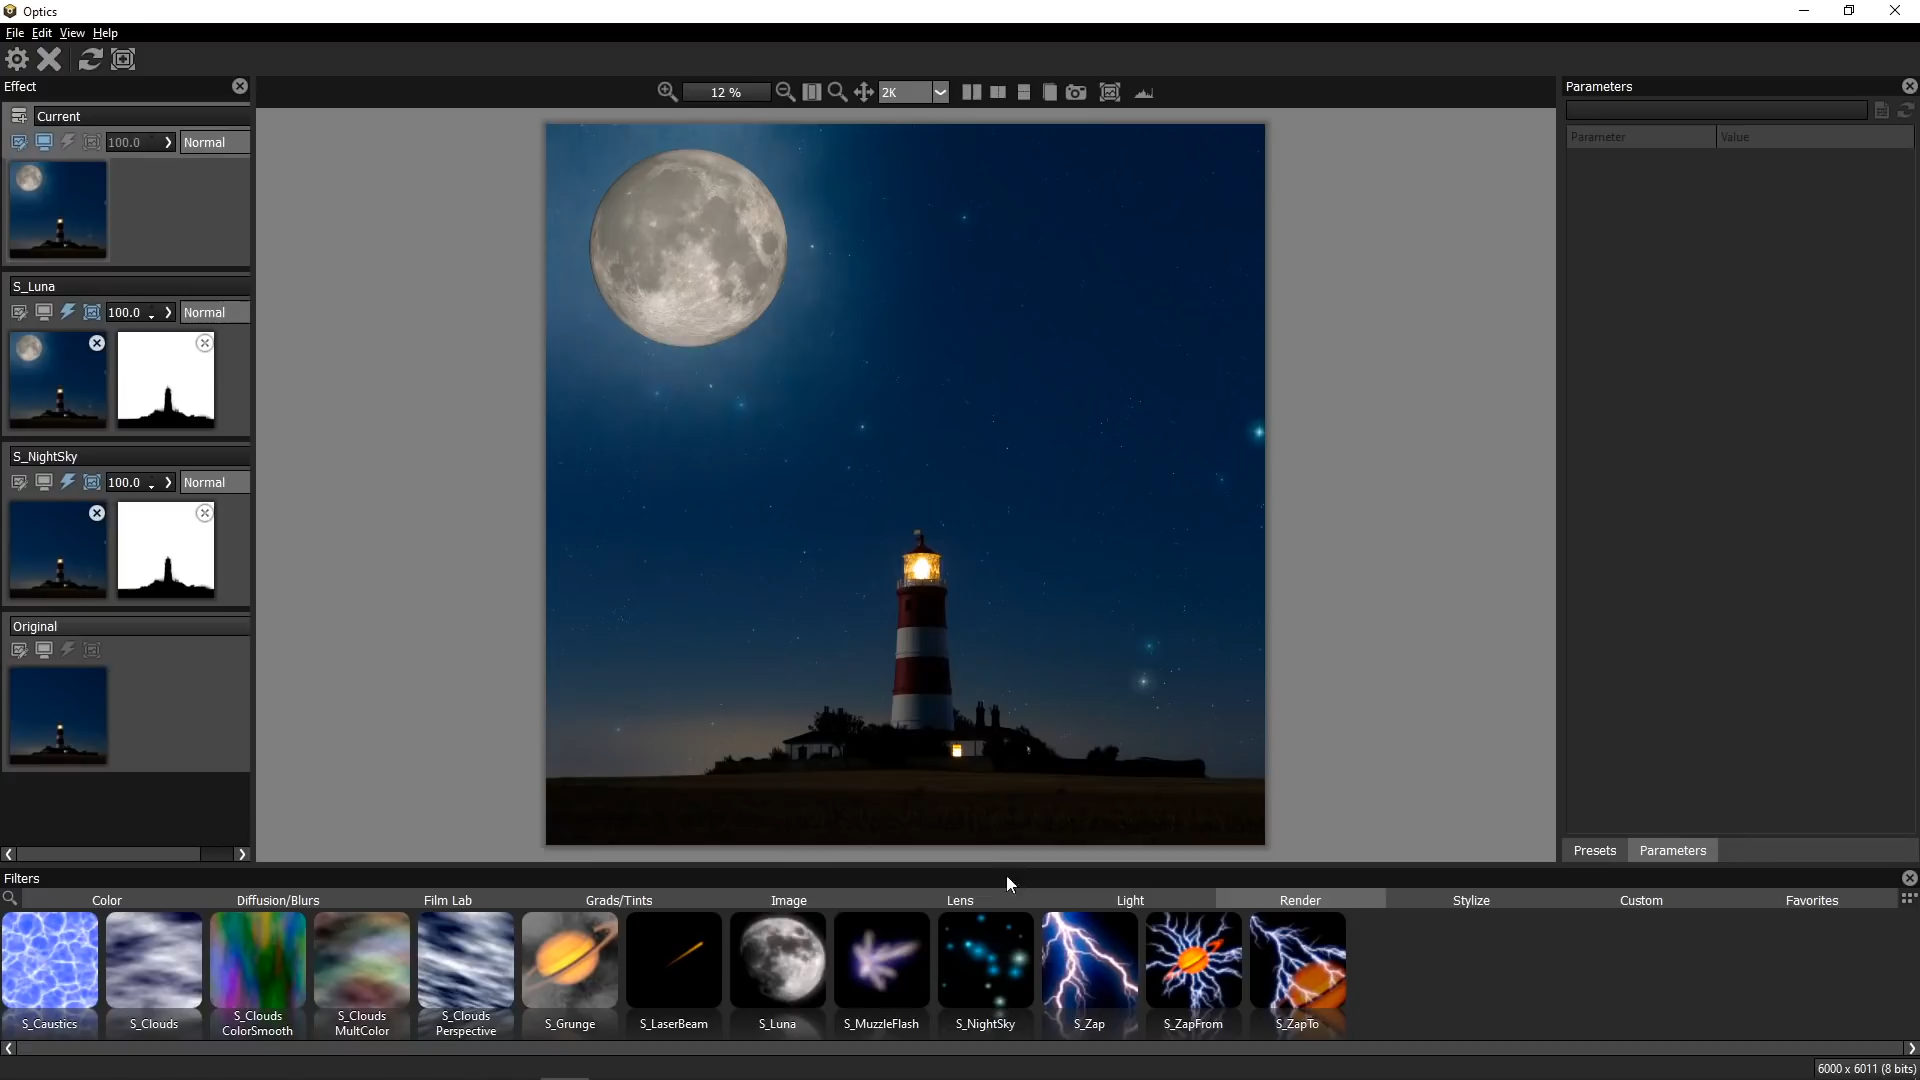 Optics
File Edit View Help
Effect
12 %
2K
Parameters
Current
100.0
Normal
Parameter
Value
S_Luna
100.0
Normal
S_NightSky
100.0
Normal
Original
Presets
Parameters
Filters
Color
Diffusion/Blurs
Film Lab
Grads/Tints
Image
Lens
Light
Render
Stylize
Custom
Favorites
S_Caustics
S_Clouds
S_Clouds
ColorSmooth
S_Clouds
MultColor
S_Clouds
Perspective
S_Grunge
S_LaserBeam
S_Luna
S_MuzzleFlash
S_NightSky
S_Zap
S_ZapFrom
S_ZapTo
6000 x 6011 (8 bits)